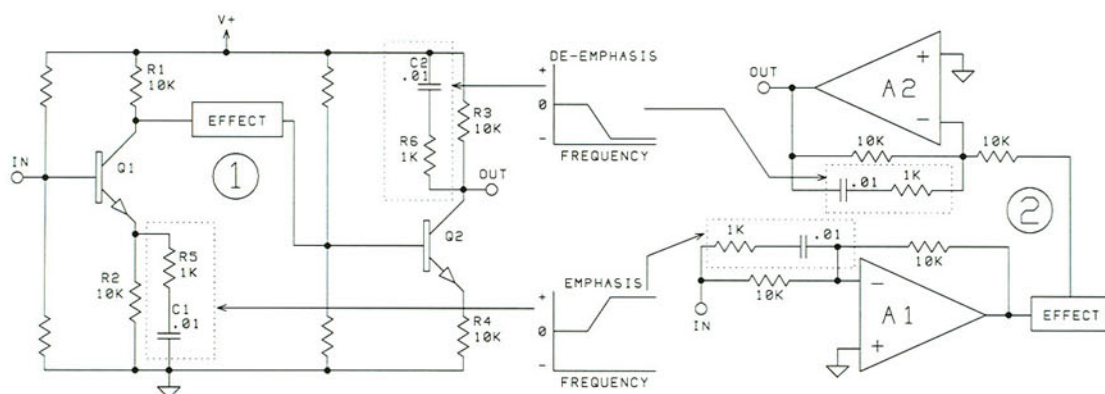 V+
R1
10K
EFFECT
C2
.01
R3
10K
R6
1K
IN
Q1
1
OUT
Q2
R5
1K
R2
10K
C1
.01
R4
10K
DE-EMPHASIS
+
0
-
FREQUENCY
EMPHASIS
+
0
-
FREQUENCY
OUT
+
A2
-
10K
10K
.01
1K
2
1K
.01
10K
10K
IN
-
A1
+
EFFECT